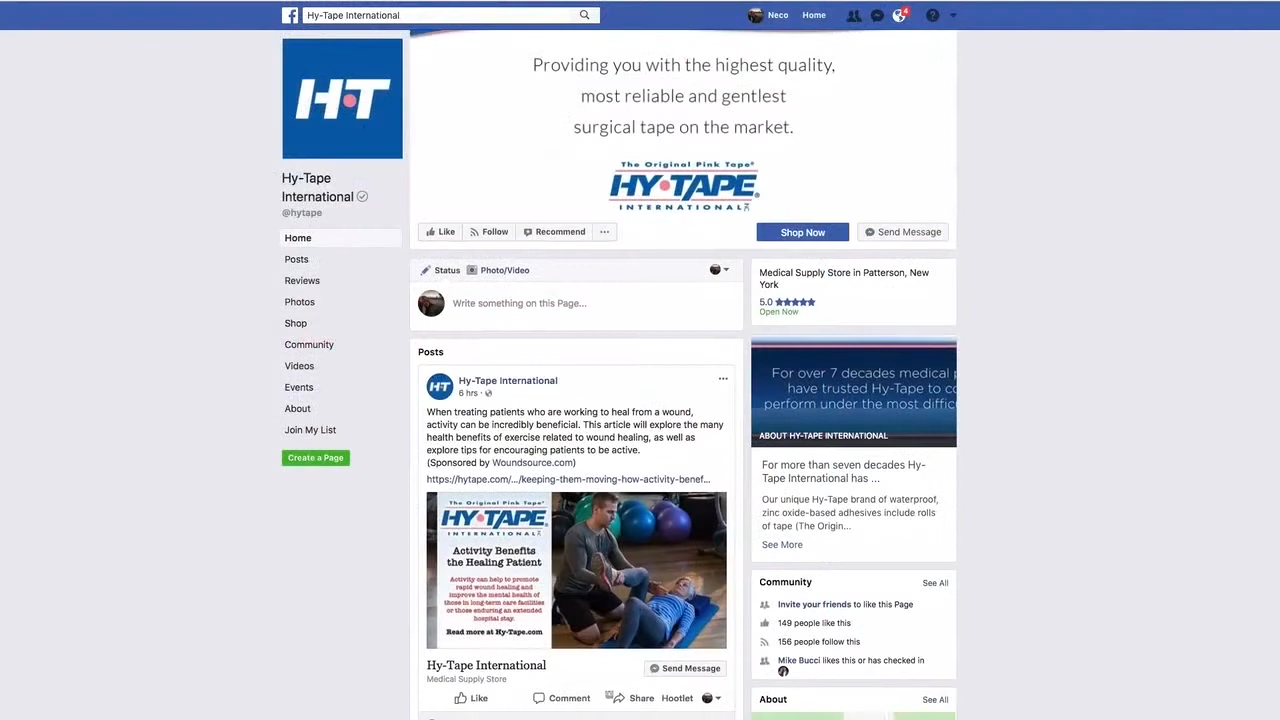 Hy-Tape International
Neco
Home
4
H·T
Hy-Tape
International
@hytape
Home
Posts
Reviews
Photos
Shop
Community
Videos
Events
About
Join My List
Create a Page
Providing you with the highest quality,
most reliable and gentlest
surgical tape on the market.
The Original Pink Tape®
HY·TAPE®
INTERNATIONAL
Like
Follow
Recommend
Shop Now
Send Message
Status
Photo/Video
Write something on this Page...
Posts
H·T
Hy-Tape International
6 hrs ·
When treating patients who are working to heal from a wound,
activity can be incredibly beneficial. This article will explore the many
health benefits of exercise related to wound healing, as well as
explore tips for encouraging patients to be active.
(Sponsored by Woundsource.com)
https://hytape.com/.../keeping-them-moving-how-activity-benef...
The Original Pink Tape®
HY·TAPE®
INTERNATIONAL
Activity Benefits
the Healing Patient
Activity can help to promote
rapid wound healing and
improve the mental health of
those in long-term care facilities
or those enduring an extended
hospital stay.
Read more at Hy-Tape.com
Hy-Tape International
Medical Supply Store
Send Message
Like
Comment
Share
Hootlet
Medical Supply Store in Patterson, New
York
5.0
Open Now
For over 7 decades medical
have trusted Hy-Tape to
perform under the most
ABOUT HY-TAPE INTERNATIONAL
For more than seven decades Hy-
Tape International has ...
Our unique Hy-Tape brand of waterproof,
zinc oxide-based adhesives include rolls
of tape (The Origin...
See More
Community
See All
Invite your friends to like this Page
149 people like this
156 people follow this
Mike Bucci likes this or has checked in
About
See All